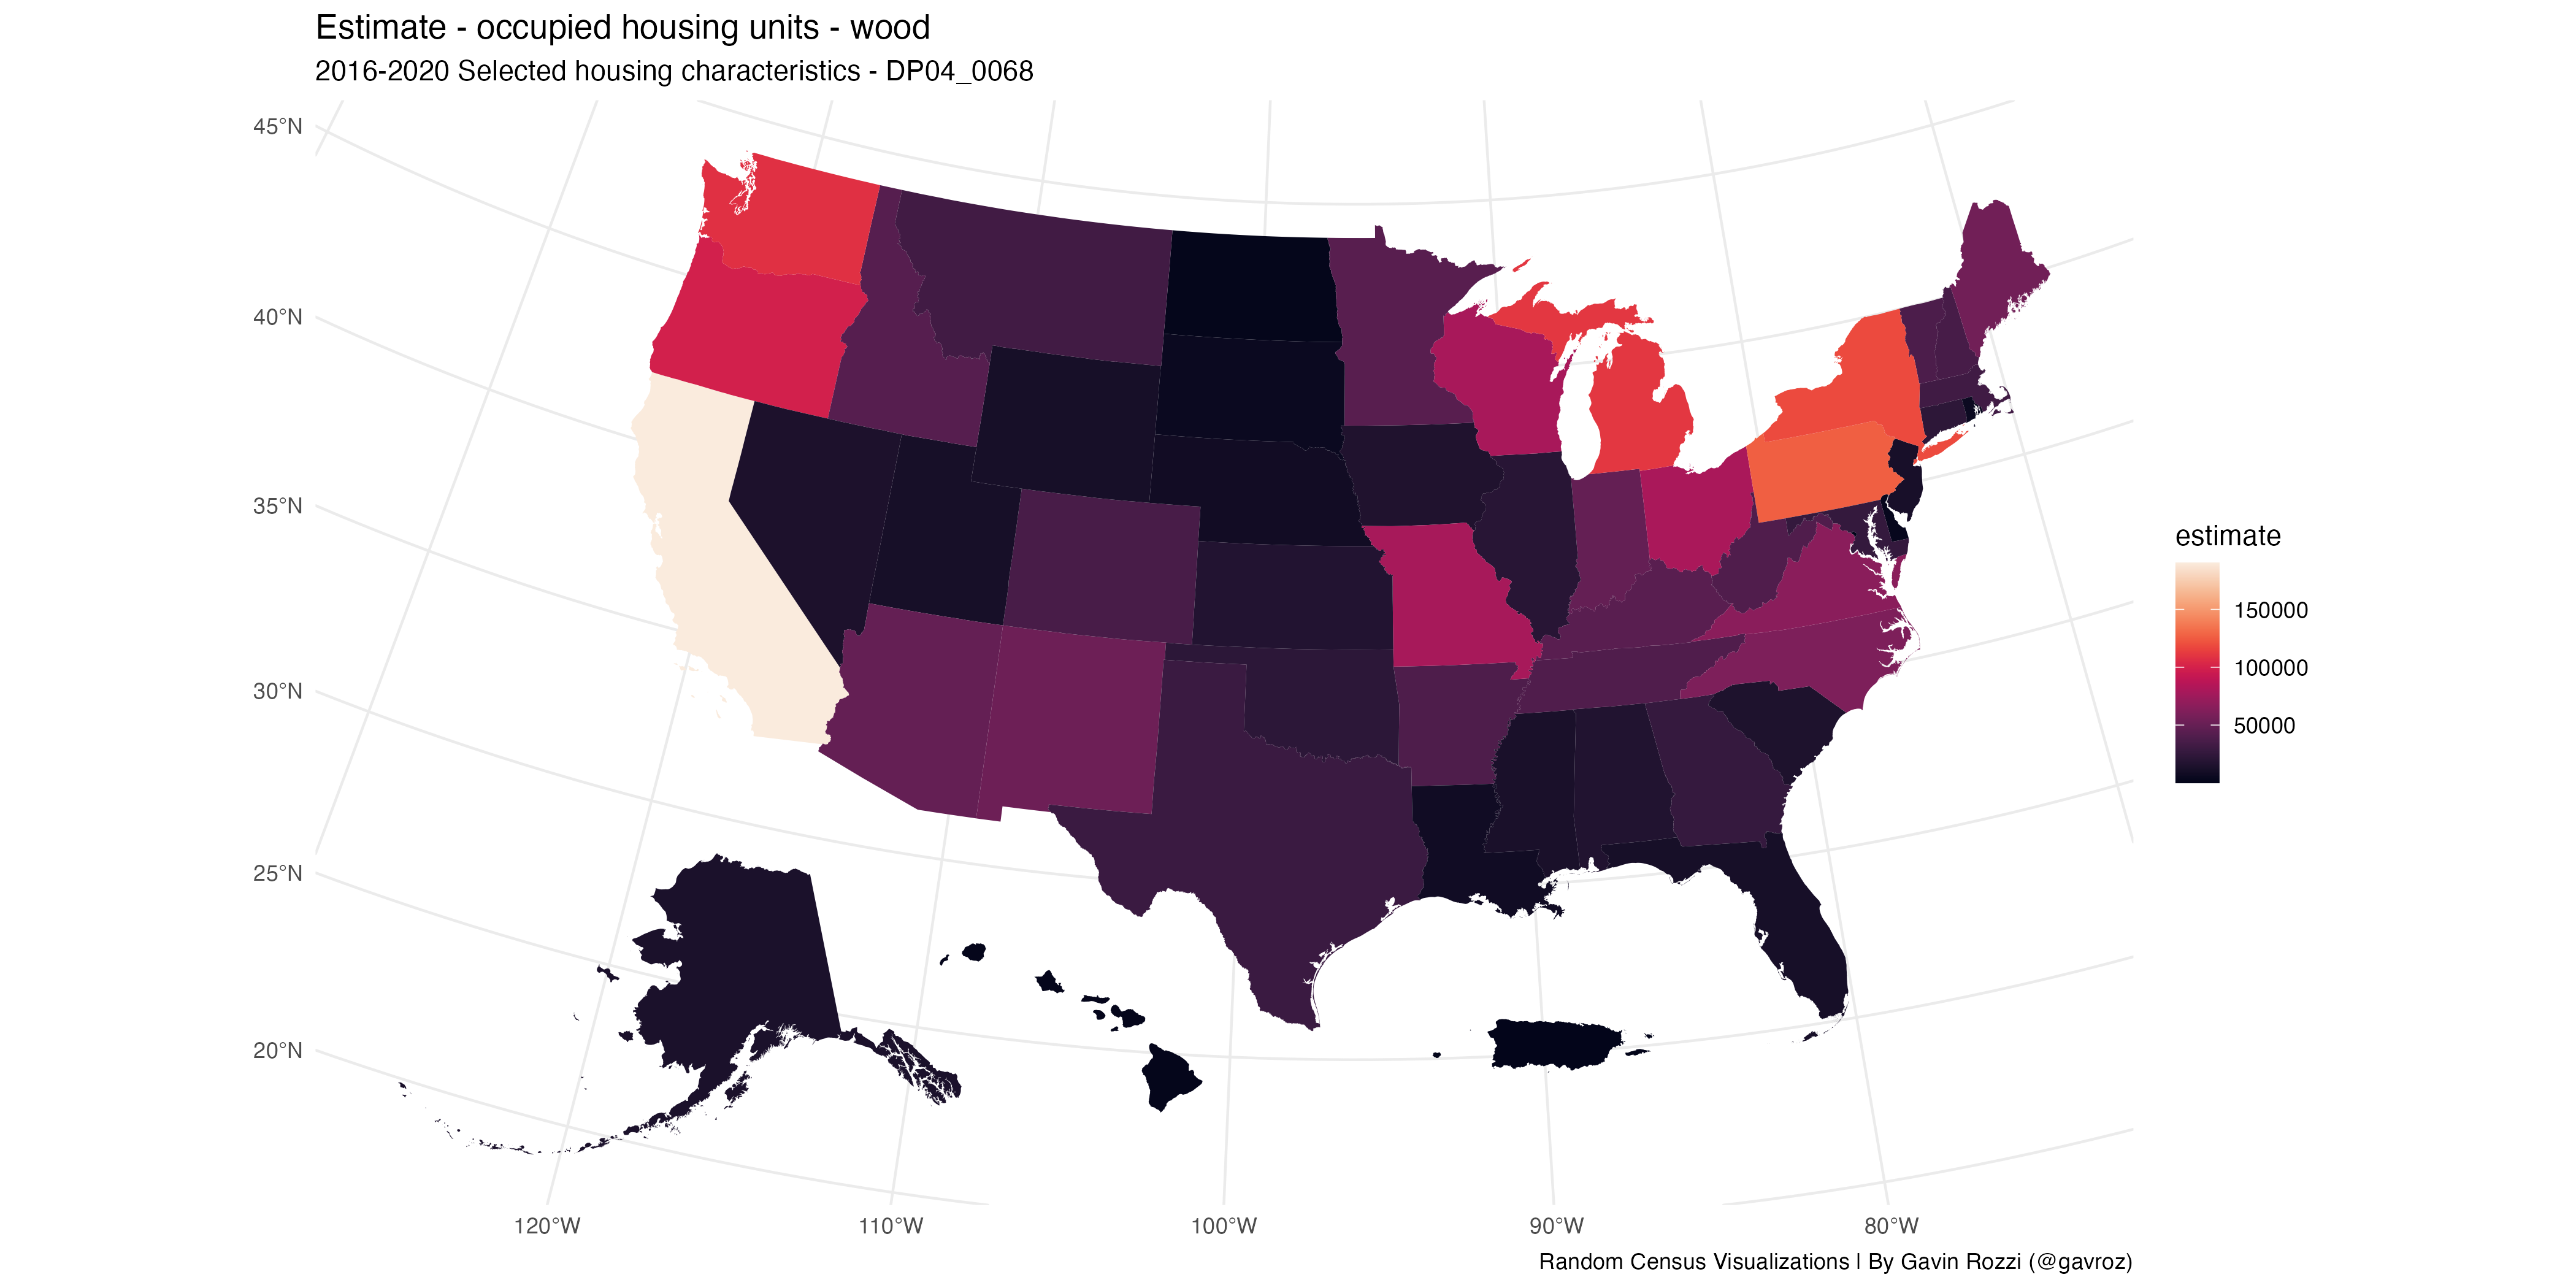 Estimate - occupied housing units - wood
2016-2020 Selected housing characteristics - DP04_0068
45°N
40°N
35°N
30°N
25°N
20°N
120°W
110°W
100°W
90°W
80°W
estimate
150000
100000
50000
Random Census Visualizations | By Gavin Rozzi (@gavroz)